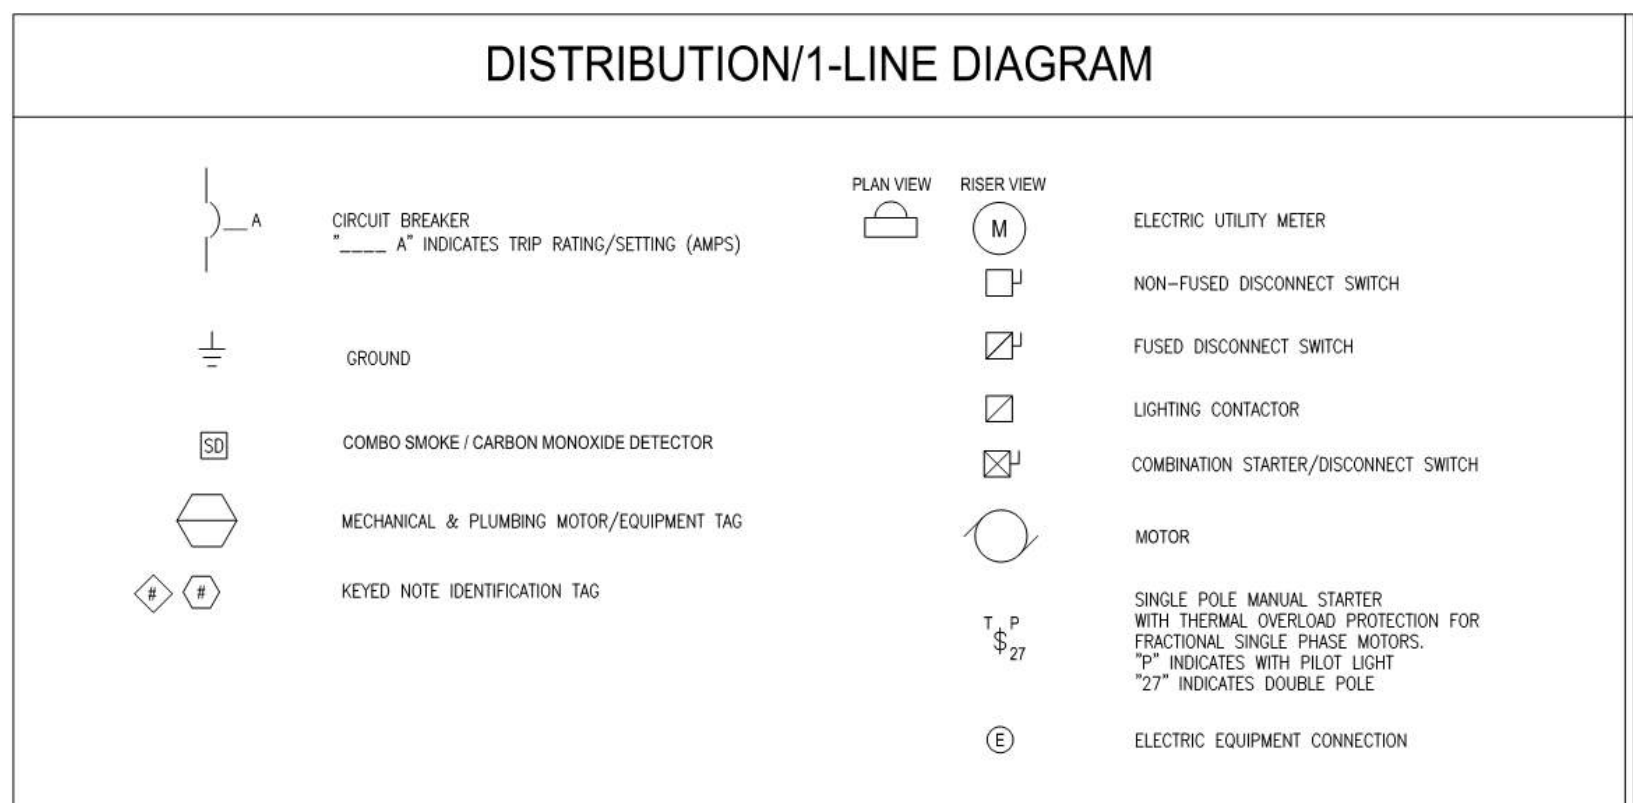 DISTRIBUTION/1-LINE DIAGRAM
A
CIRCUIT BREAKER
"____ A" INDICATES TRIP RATING/SETTING (AMPS)
GROUND
SD
COMBO SMOKE / CARBON MONOXIDE DETECTOR
MECHANICAL & PLUMBING MOTOR/EQUIPMENT TAG
# #
KEYED NOTE IDENTIFICATION TAG
PLAN VIEW RISER VIEW
M
ELECTRIC UTILITY METER
NON-FUSED DISCONNECT SWITCH
FUSED DISCONNECT SWITCH
LIGHTING CONTACTOR
COMBINATION STARTER/DISCONNECT SWITCH
MOTOR
T P
$
27
SINGLE POLE MANUAL STARTER
WITH THERMAL OVERLOAD PROTECTION FOR
FRACTIONAL SINGLE PHASE MOTORS.
"P" INDICATES WITH PILOT LIGHT
"27" INDICATES DOUBLE POLE
E
ELECTRIC EQUIPMENT CONNECTION